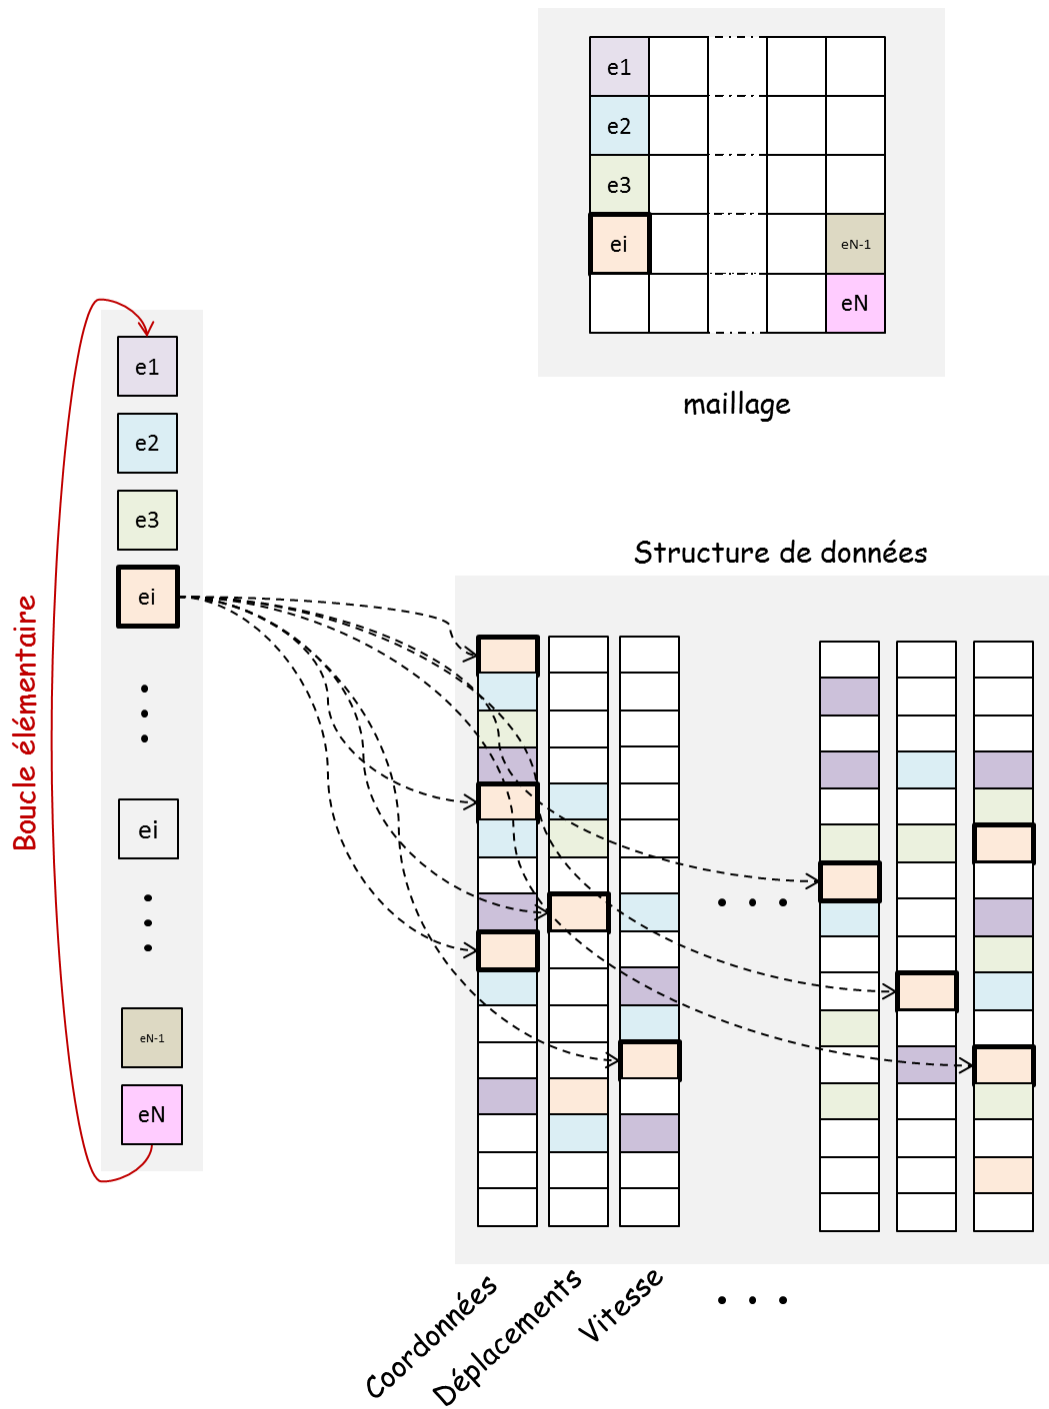 e1
e2
e3
ei
eN-1
eN
maillage
e1
e2
e3
ei
ei
eN-1
eN
Boucle élémentaire
Structure de données
Coordonnées
Déplacements
Vitesse